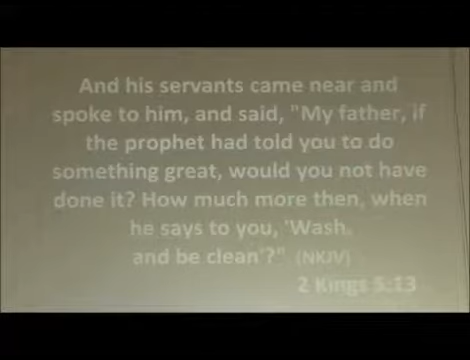 And his servants came near and
spoke to him, and said, "My father, if
the prophet had told you to do
something great, would you not have
done it? How much more then, when
he says to you, 'Wash,
and be clean'?" (NKJV)
2 Kings 5:13